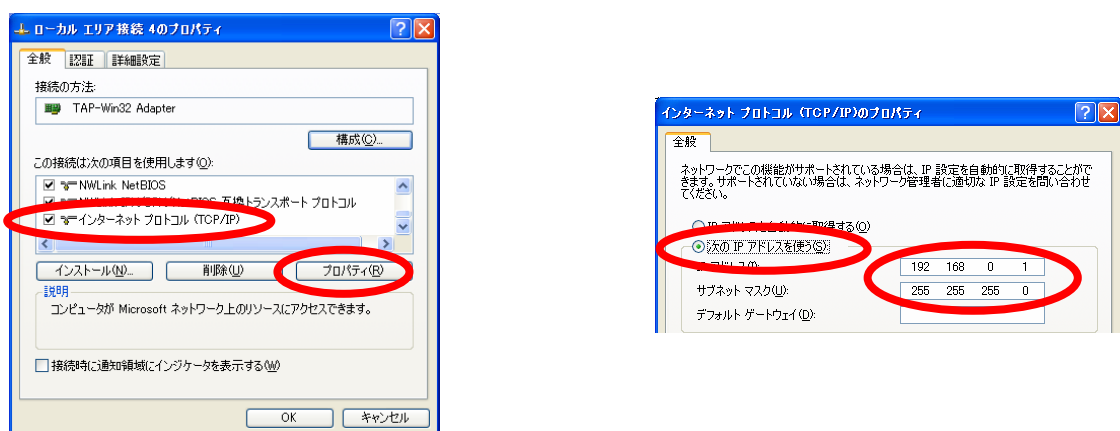 ローカル エリア接続 4のプロパティ
全般 認証 詳細設定
接続の方法:
TAP-Win32 Adapter
構成(C)...
この接続は次の項目を使用します(O):
NWLink NetBIOS
互換トランスポート プロトコル
インターネット プロトコル (TCP/IP)
インストール(N)... 削除(U) プロパティ(R)
説明
コンピュータが Microsoft ネットワーク上のリソースにアクセスできます。
接続時に通知領域にインジケータを表示する(W)
OK キャンセル
インターネット プロトコル (TCP/IP)のプロパティ
全般
ネットワークでこの機能がサポートされている場合は、IP 設定を自動的に取得することがで
きます。サポートされていない場合は、ネットワーク管理者に適切な IP 設定を問い合わせ
てください。
IP アドレスを自動的に取得する(O)
次の IP アドレスを使う(S):
192 168 0 1
サブネット マスク(U): 255 255 255 0
デフォルト ゲートウェイ(D):